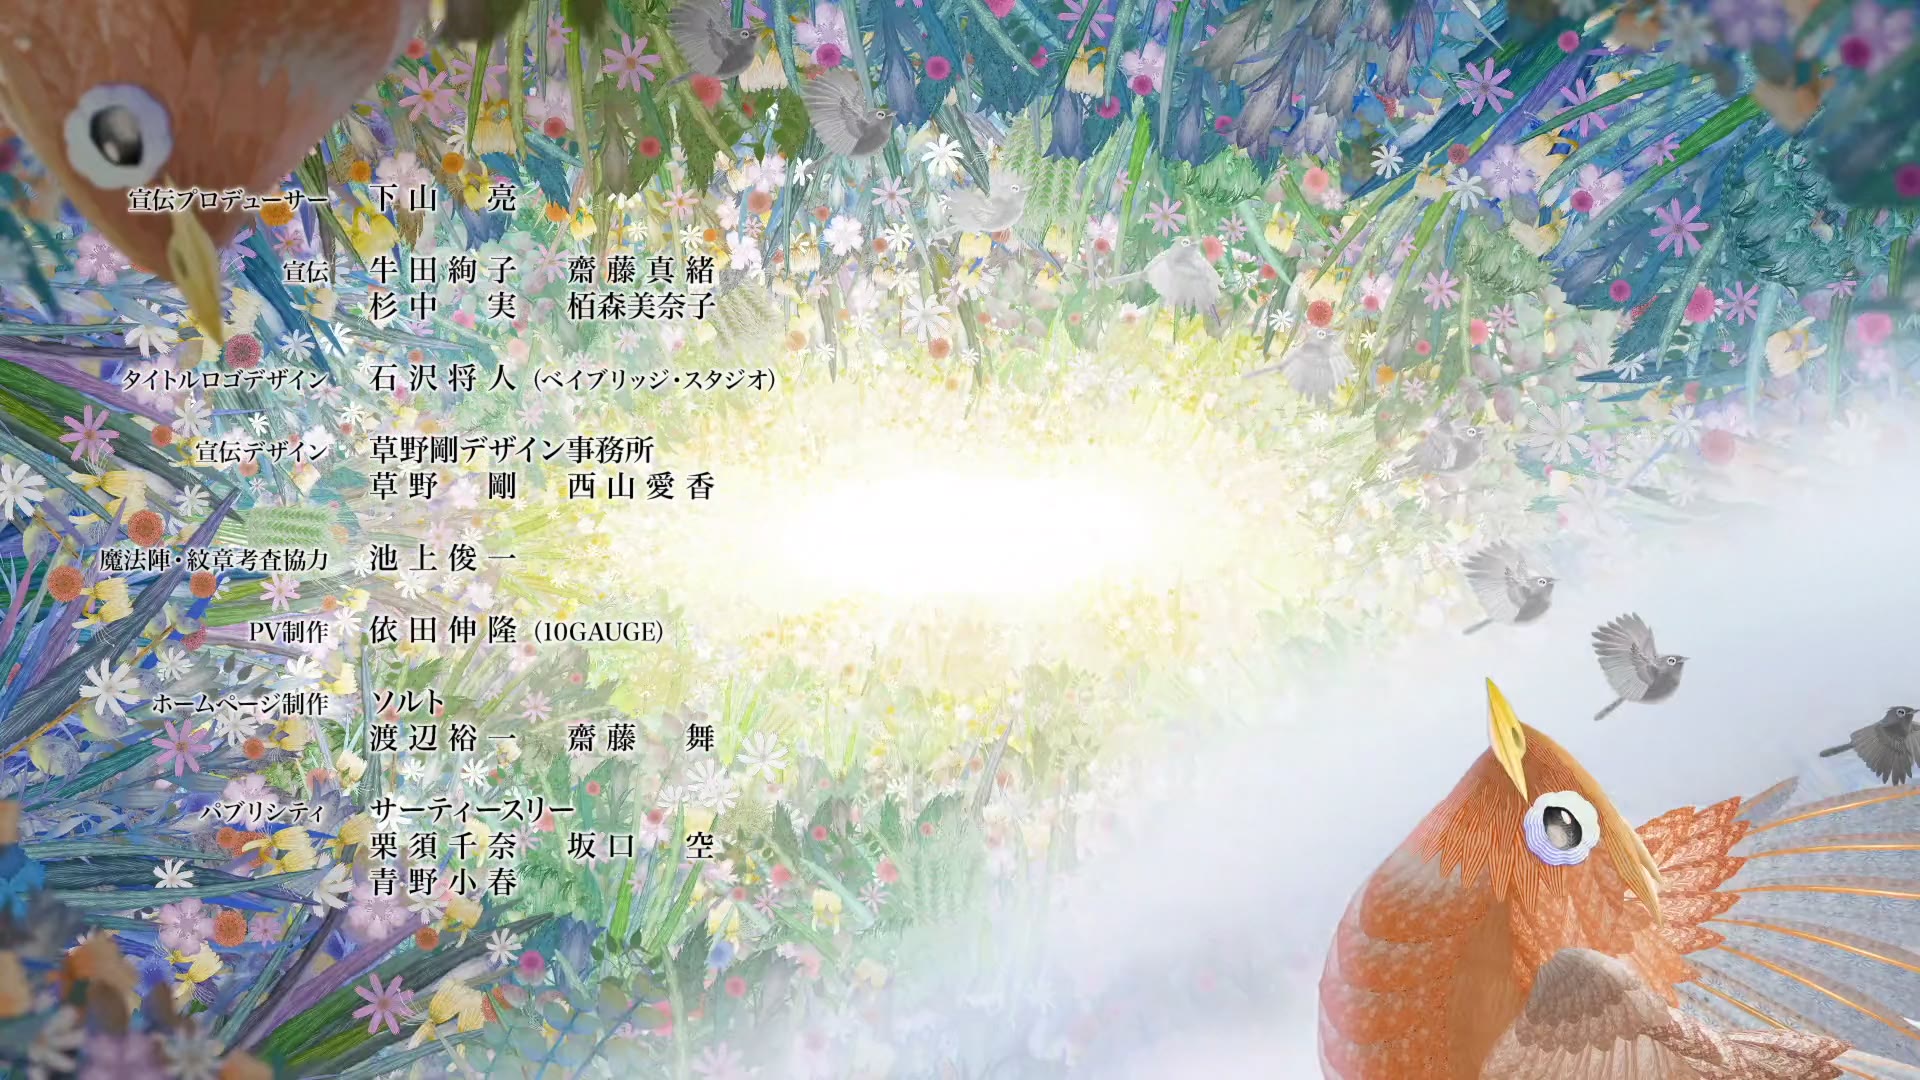 宣伝プロデューサー 下山 亮
宣伝 牛田絢子 齋藤真緒
杉中 実 栢森美奈子
タイトルロゴデザイン 石沢将人（ベイブリッジ・スタジオ）
宣伝デザイン 草野剛デザイン事務所
草野 剛 西山愛香
魔法陣・紋章考査協力 池上俊一
PV制作 依田伸隆（10GAUGE）
ホームページ制作 ソルト
渡辺裕一 齋藤 舞
パブリシティ サーティースリー
栗須千奈 坂口 空
青野小春